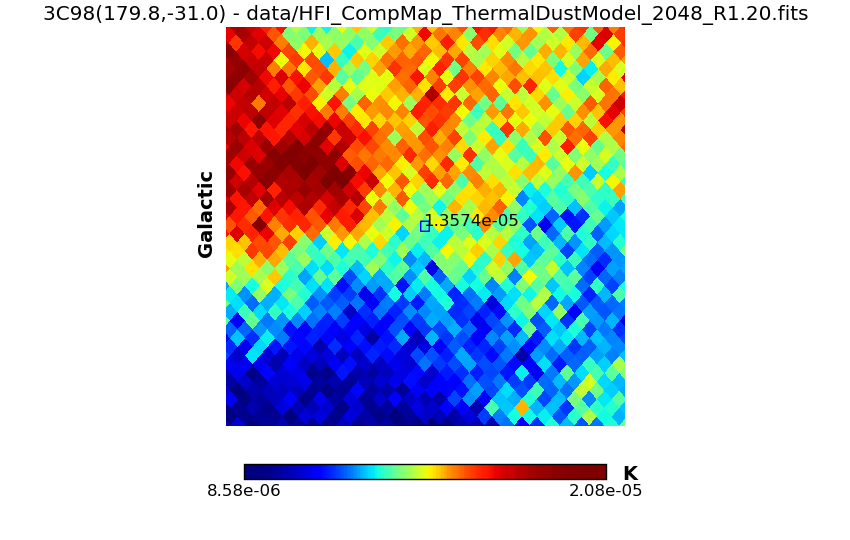 3C98(179.8,-31.0) - data/HFI_CompMap_ThermalDustModel_2048_R1.20.fits
Galactic
1.3574e-05
K
8.58e-06
2.08e-05